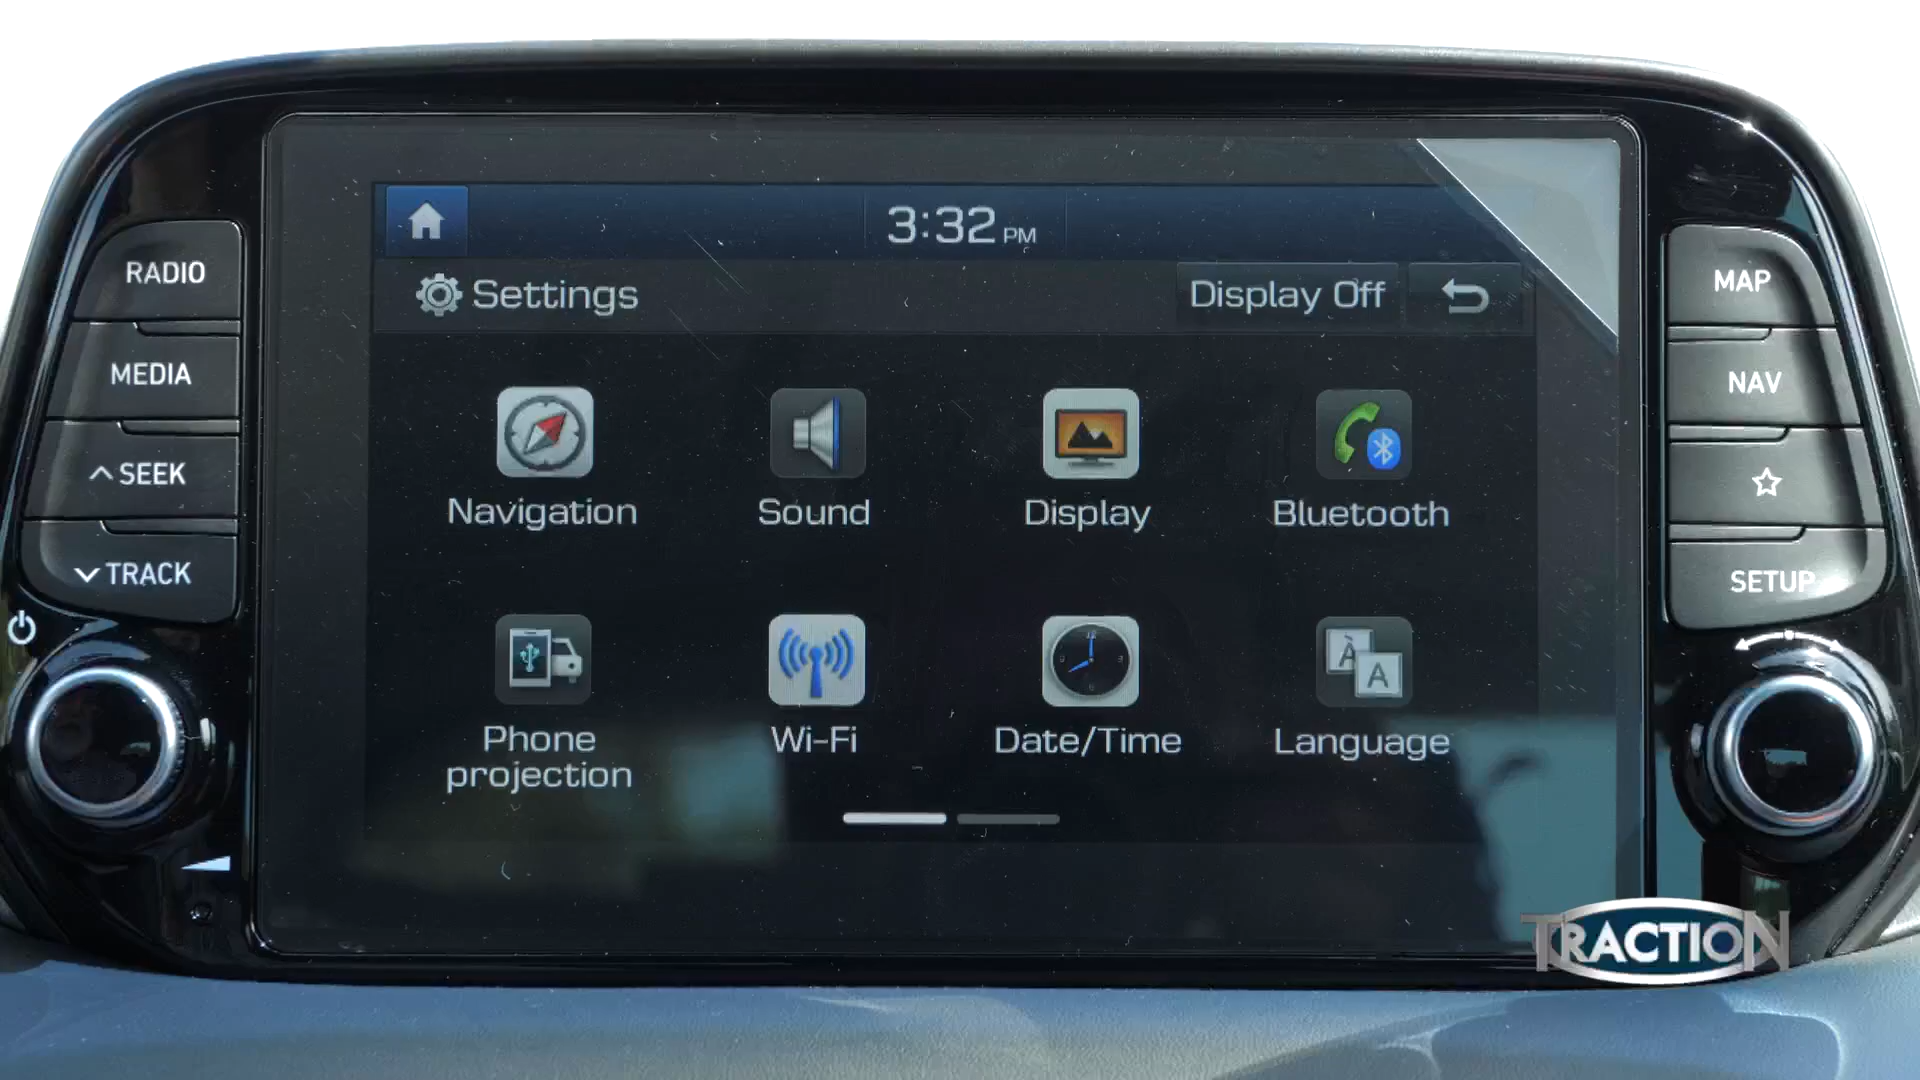 3:32 PM
Settings
Display Off
RADIO
MEDIA
SEEK
TRACK
MAP
NAV
SETUP
Navigation
Sound
Display
Bluetooth
Phone
projection
Wi-Fi
Date/Time
Language
À
A
TRACTION